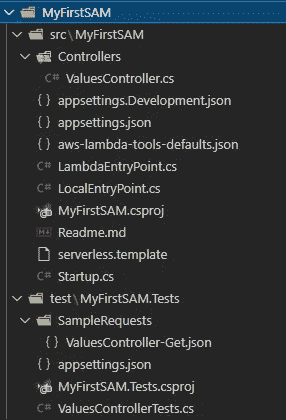 MyFirstSAM
src\MyFirstSAM
Controllers
C# ValuesController.cs
{ } appsettings.Development.json
{ } appsettings.json
{ } aws-lambda-tools-defaults.json
C# LambdaEntryPoint.cs
C# LocalEntryPoint.cs
MyFirstSAM.csproj
Readme.md
serverless.template
C# Startup.cs
test\MyFirstSAM.Tests
SampleRequests
{ } ValuesController-Get.json
{ } appsettings.json
MyFirstSAM.Tests.csproj
C# ValuesControllerTests.cs